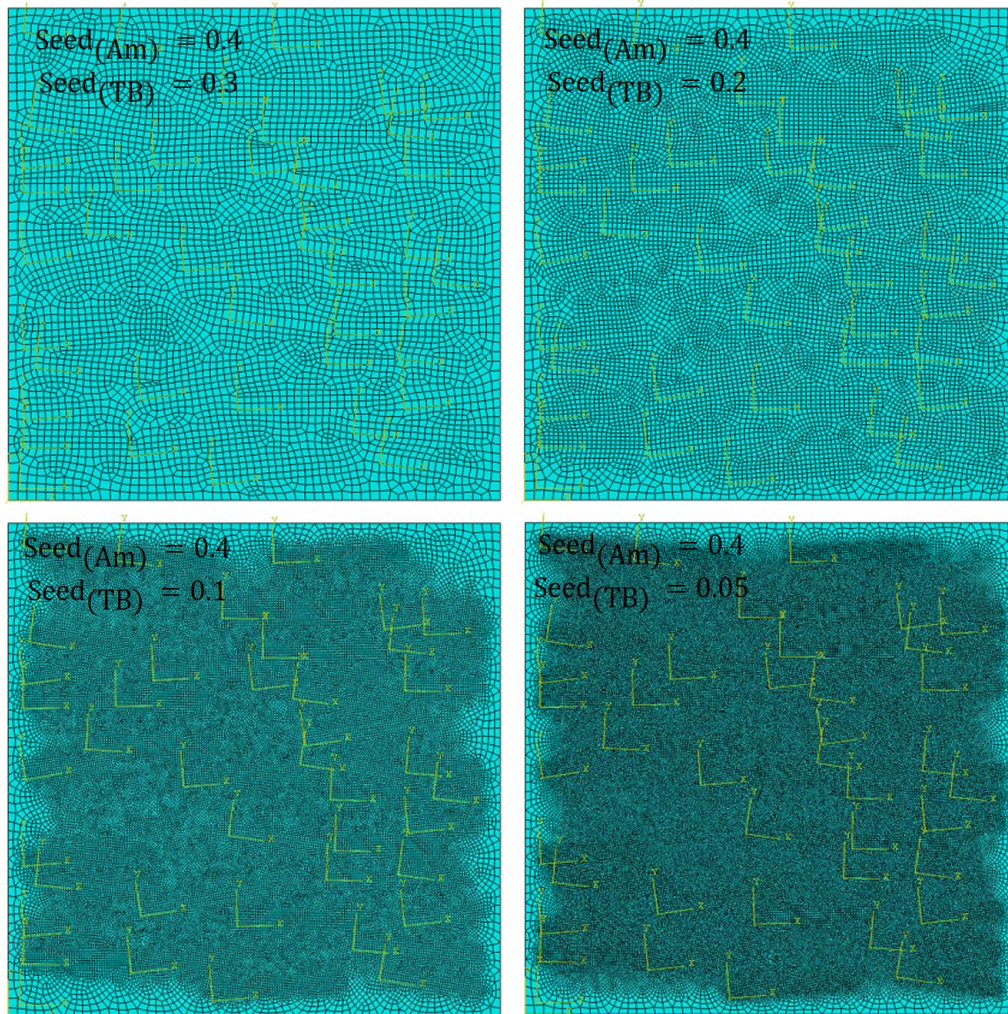 Seed(Am) = 0.4
Seed(TB) = 0.3
Seed(Am) = 0.4
Seed(TB) = 0.2
Seed(Am) = 0.4
Seed(TB) = 0.1
Seed(Am) = 0.4
Seed(TB) = 0.05